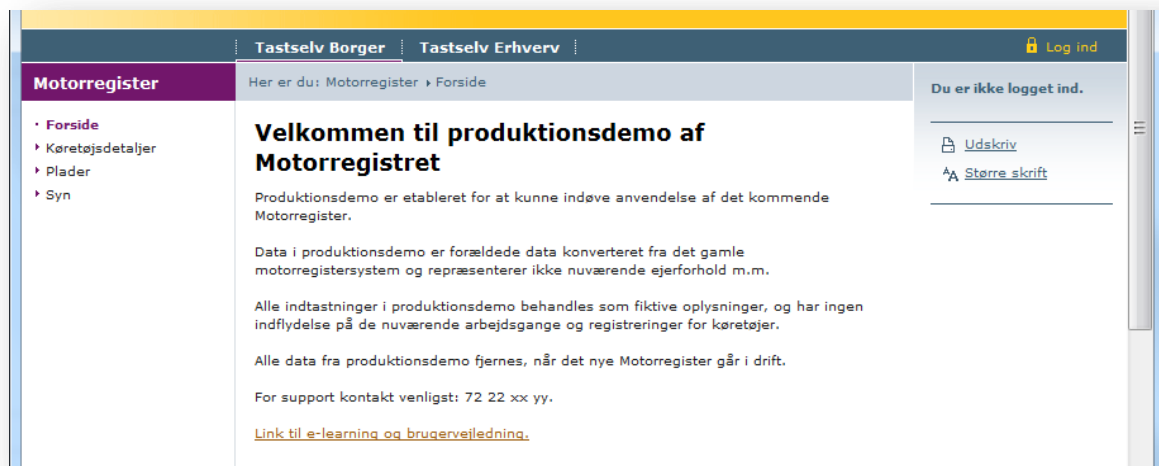 Tastselv Borger Tastselv Erhverv Log ind
Motorregister
Her er du: Motorregister ▸ Forside
Du er ikke logget ind.
· Forside
▸ Køretøjsdetaljer
▸ Plader
▸ Syn
Velkommen til produktionsdemo af
Motorregistret
Produktionsdemo er etableret for at kunne indøve anvendelse af det kommende
Motorregister.
Data i produktionsdemo er forældede data konverteret fra det gamle
motorregistersystem og repræsenterer ikke nuværende ejerforhold m.m.
Alle indtastninger i produktionsdemo behandles som fiktive oplysninger, og har ingen
indflydelse på de nuværende arbejdsgange og registreringer for køretøjer.
Alle data fra produktionsdemo fjernes, når det nye Motorregister går i drift.
For support kontakt venligst: 72 22 xx yy.
Link til e-learning og brugervejledning.
Udskriv
AA Større skrift